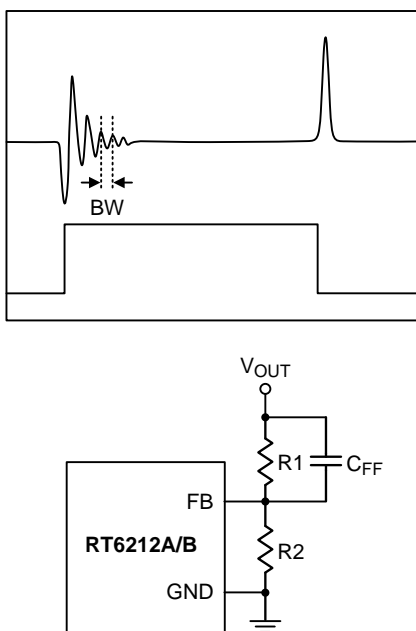 BW
VOUT
R1
CFF
FB
RT6212A/B
R2
GND